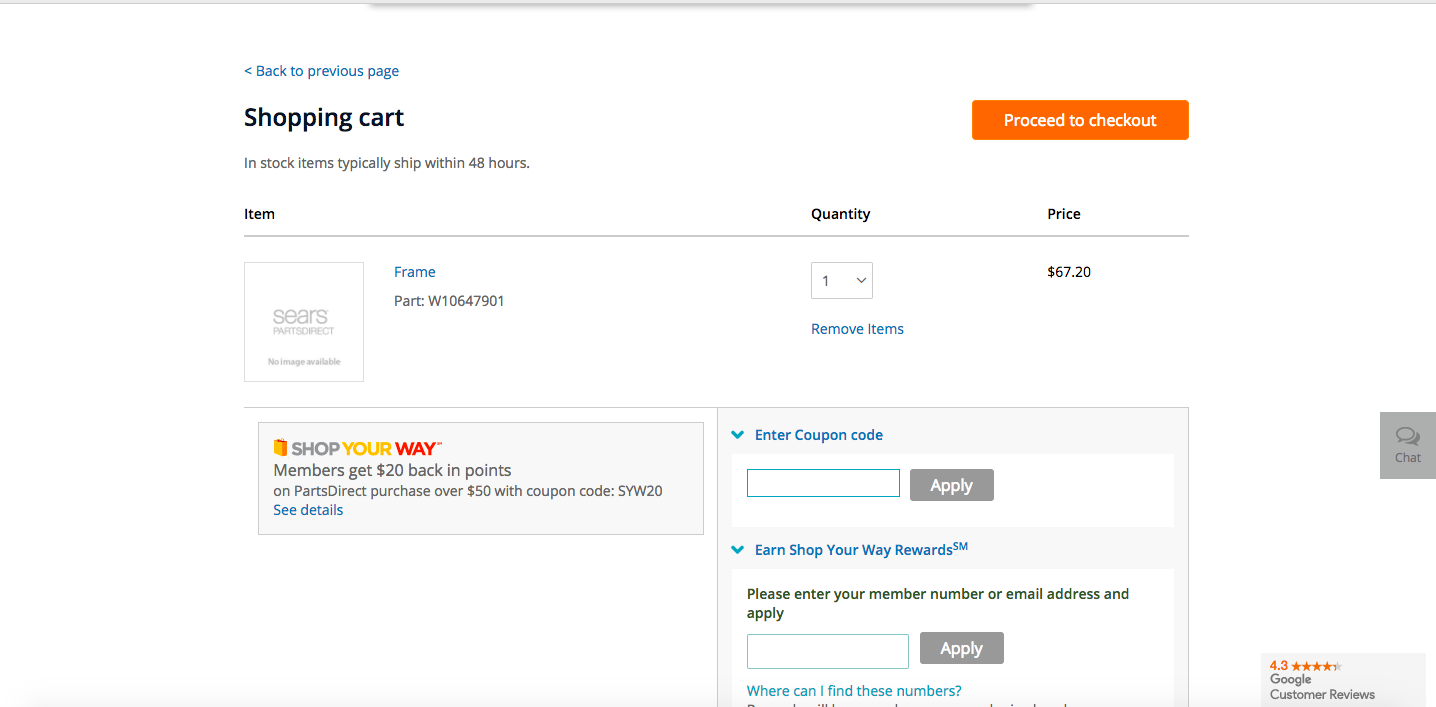 < Back to previous page
Shopping cart
Proceed to checkout
In stock items typically ship within 48 hours.
Item Quantity Price
Frame
Part: W10647901
1
$67.20
Remove Items
sears
PARTSDIRECT
No image available
SHOP YOUR WAY℠
Members get $20 back in points
on PartsDirect purchase over $50 with coupon code: SYW20
See details
Enter Coupon code
Apply
Earn Shop Your Way Rewards℠
Please enter your member number or email address and
apply
Apply
Where can I find these numbers?
Chat
4.3
Google
Customer Reviews